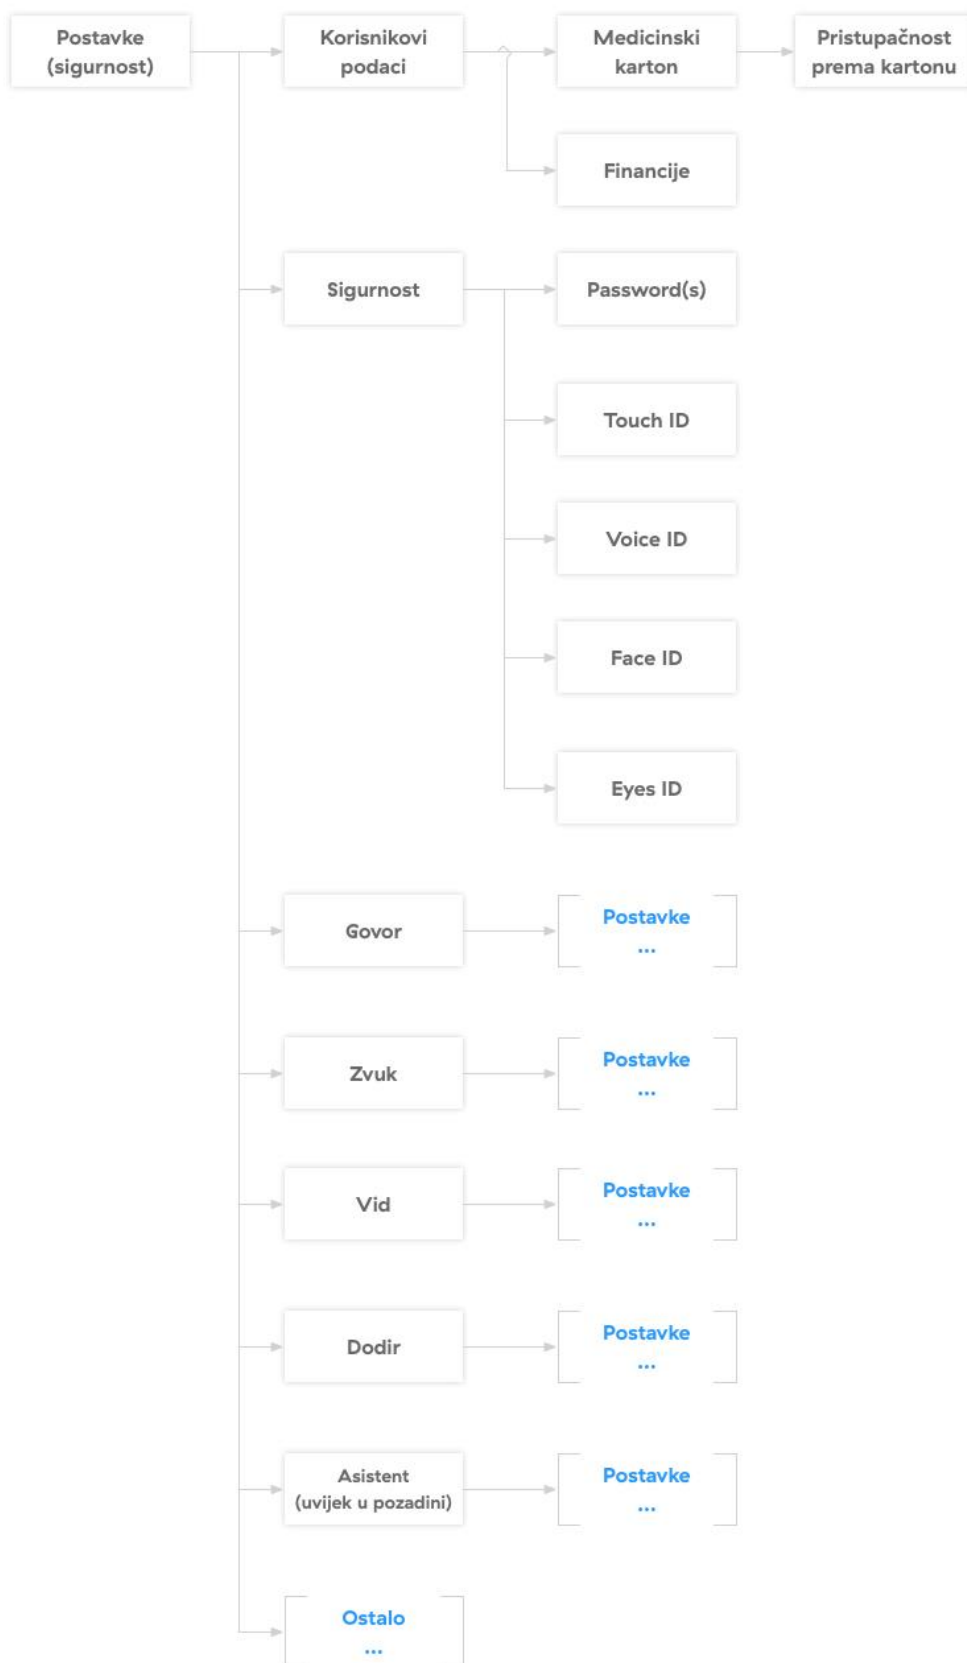 Postavke
(sigurnost)
Korisnikovi
podaci
Medicinski
karton
Pristupačnost
prema kartonu
Financije
Sigurnost
Password(s)
Touch ID
Voice ID
Face ID
Eyes ID
Govor
Postavke
...
Zvuk
Postavke
...
Vid
Postavke
...
Dodir
Postavke
...
Asistent
(uvijek u pozadini)
Postavke
...
Ostalo
...